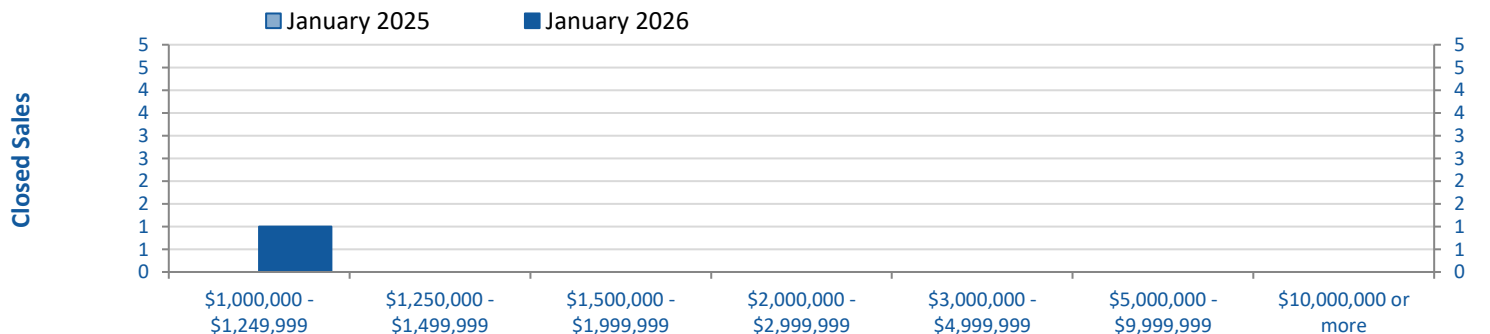 January 2025 January 2026
Closed Sales
5 5
5 5
4 4
4 4
3 3
3 3
2 2
2 2
1 1
1 1
0 0
$1,000,000 - $1,250,000 - $1,500,000 - $2,000,000 - $3,0000,000 - $5,000,000 - $10,000,000 or
$1,249,999 $1,499,999 $1,999,999 $2,999,999 $4,999,999 $9,999,999 more